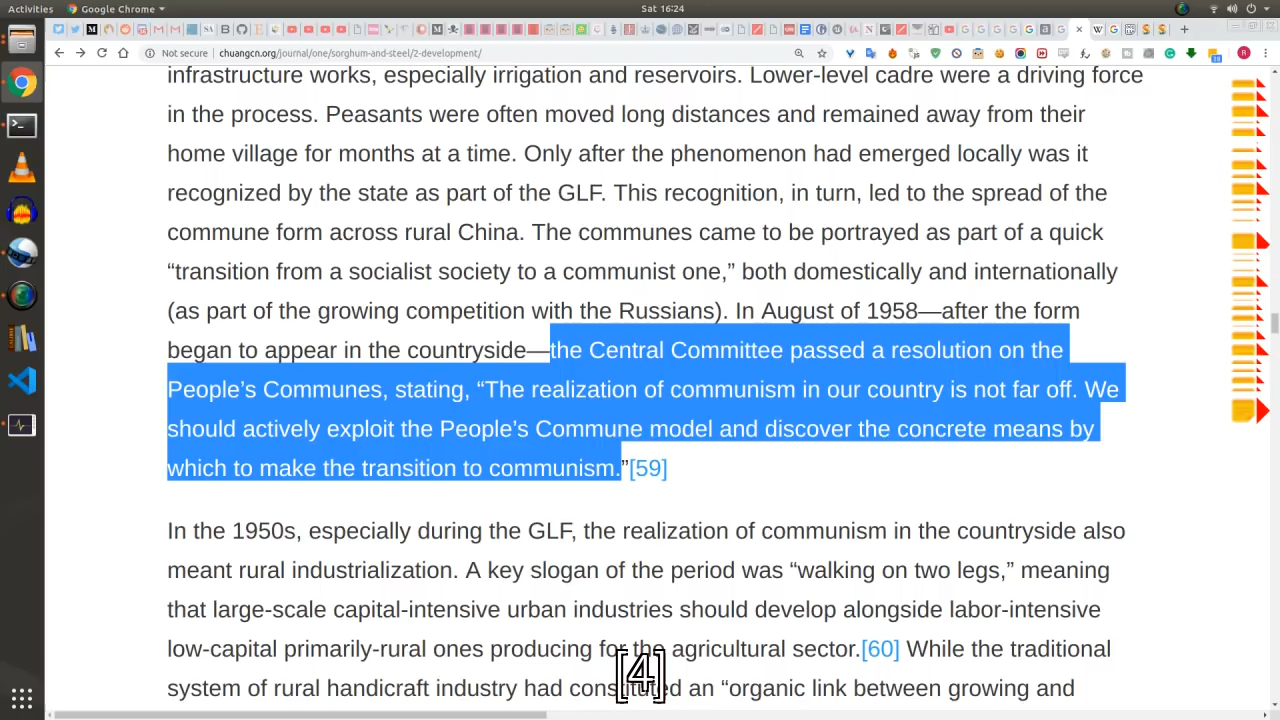 Activities Google Chrome Sat 16:24
Not secure chuangcn.org/journal/one/sorghum-and-steel/2-development/
infrastructure works, especially irrigation and reservoirs. Lower-level cadre were a driving force
in the process. Peasants were often moved long distances and remained away from their
home village for months at a time. Only after the phenomenon had emerged locally was it
recognized by the state as part of the GLF. This recognition, in turn, led to the spread of the
commune form across rural China. The communes came to be portrayed as part of a quick
“transition from a socialist society to a communist one,” both domestically and internationally
(as part of the growing competition with the Russians). In August of 1958—after the form
began to appear in the countryside—the Central Committee passed a resolution on the
People’s Communes, stating, “The realization of communism in our country is not far off. We
should actively exploit the People’s Commune model and discover the concrete means by
which to make the transition to communism.”[59]
In the 1950s, especially during the GLF, the realization of communism in the countryside also
meant rural industrialization. A key slogan of the period was “walking on two legs,” meaning
that large-scale capital-intensive urban industries should develop alongside labor-intensive
low-capital primarily-rural ones producing for the agricultural sector.[60] While the traditional
system of rural handicraft industry had constituted an “organic link between growing and
[4]